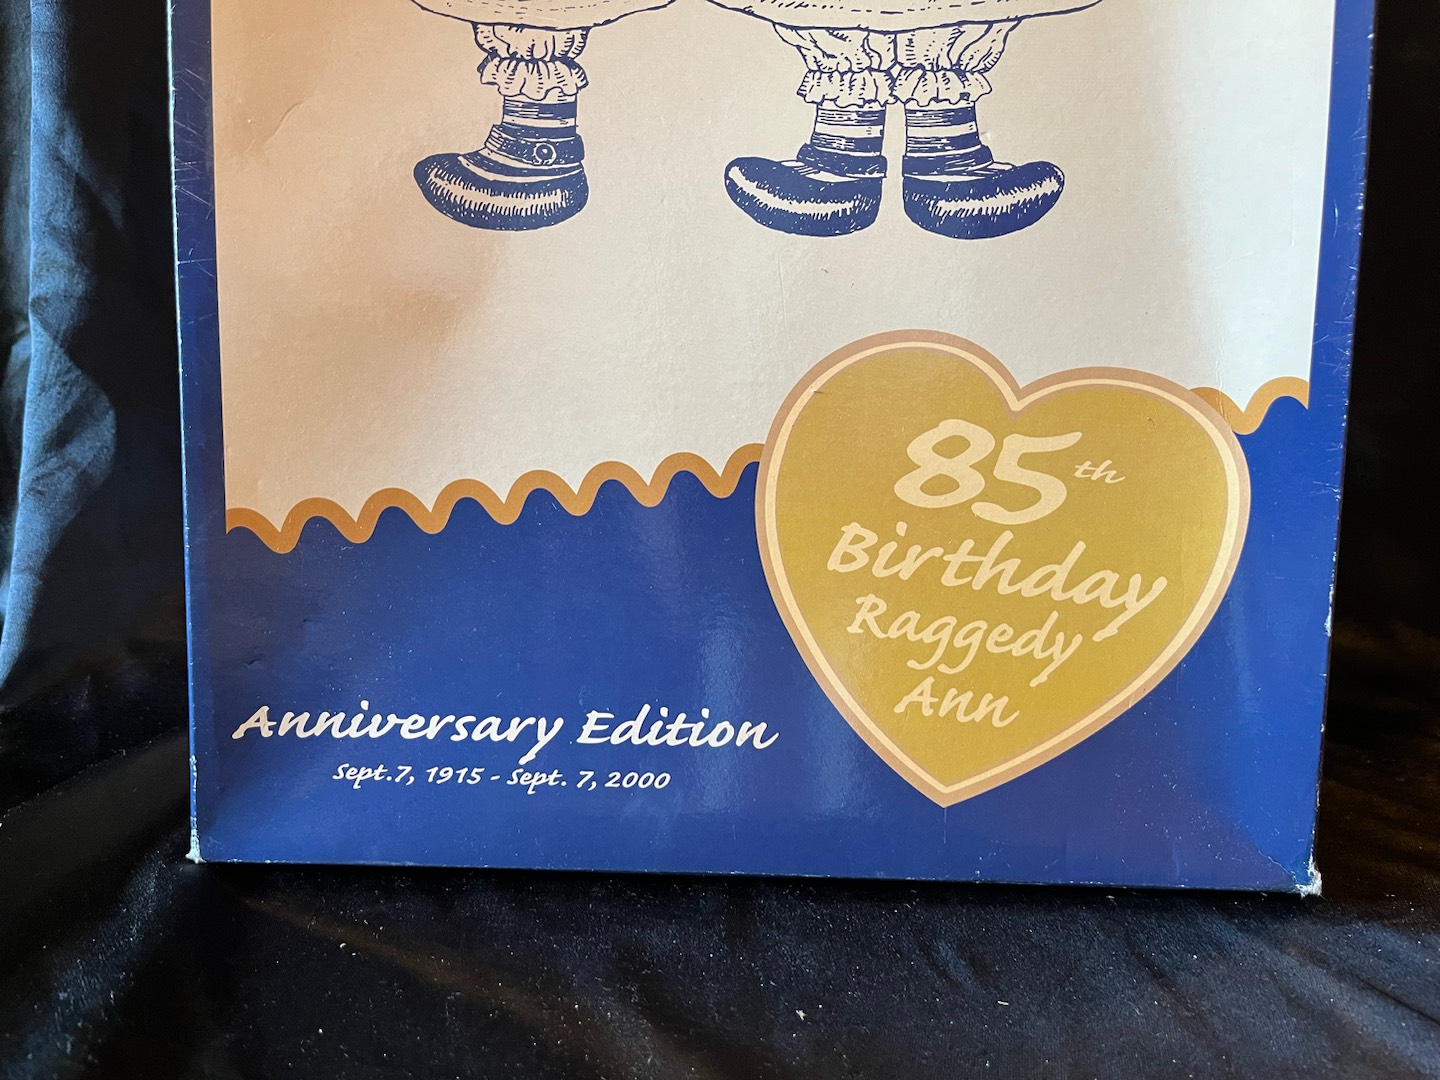 85th
Birthday
Raggedy
Ann
Anniversary Edition
Sept.7, 1915 - Sept. 7, 2000